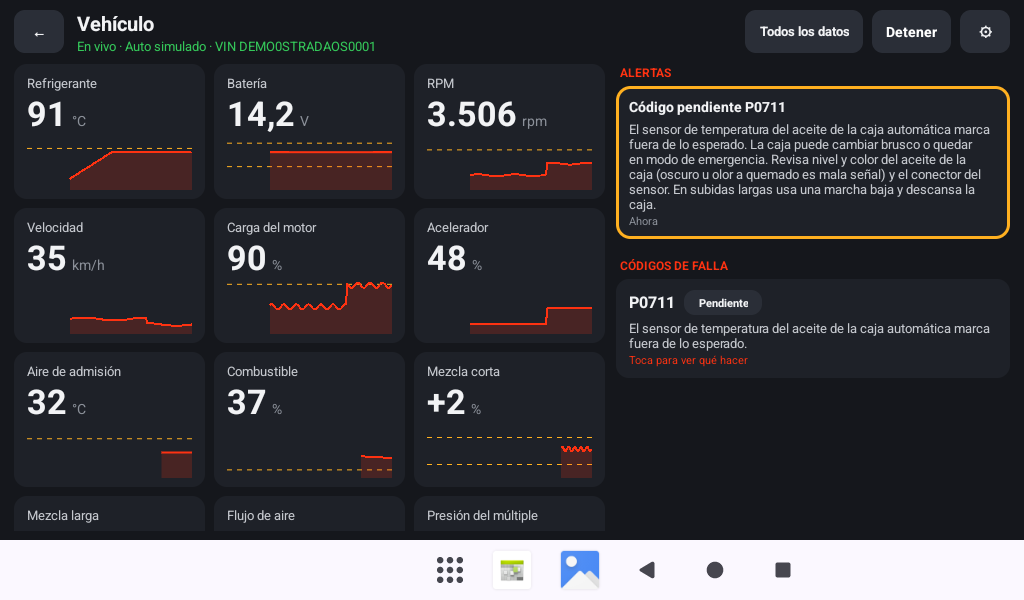 ←
Vehículo
En vivo · Auto simulado · VIN DEMO0STRADAOS0001
Todos los datos
Detener
Refrigerante
91 °C
Batería
14,2 V
RPM
3.506 rpm
Velocidad
35 km/h
Carga del motor
90 %
Acelerador
48 %
Aire de admisión
32 °C
Combustible
37 %
Mezcla corta
+2 %
Mezcla larga
Flujo de aire
Presión del múltiple
ALERTAS
Código pendiente P0711
El sensor de temperatura del aceite de la caja automática marca
fuera de lo esperado. La caja puede cambiar brusco o quedar
en modo de emergencia. Revisa nivel y color del aceite de la
caja (oscuro u olor a quemado es mala señal) y el conector del
sensor. En subidas largas usa una marcha baja y descansa la
caja.
Ahora
CÓDIGOS DE FALLA
P0711 Pendiente
El sensor de temperatura del aceite de la caja automática marca
fuera de lo esperado.
Toca para ver qué hacer